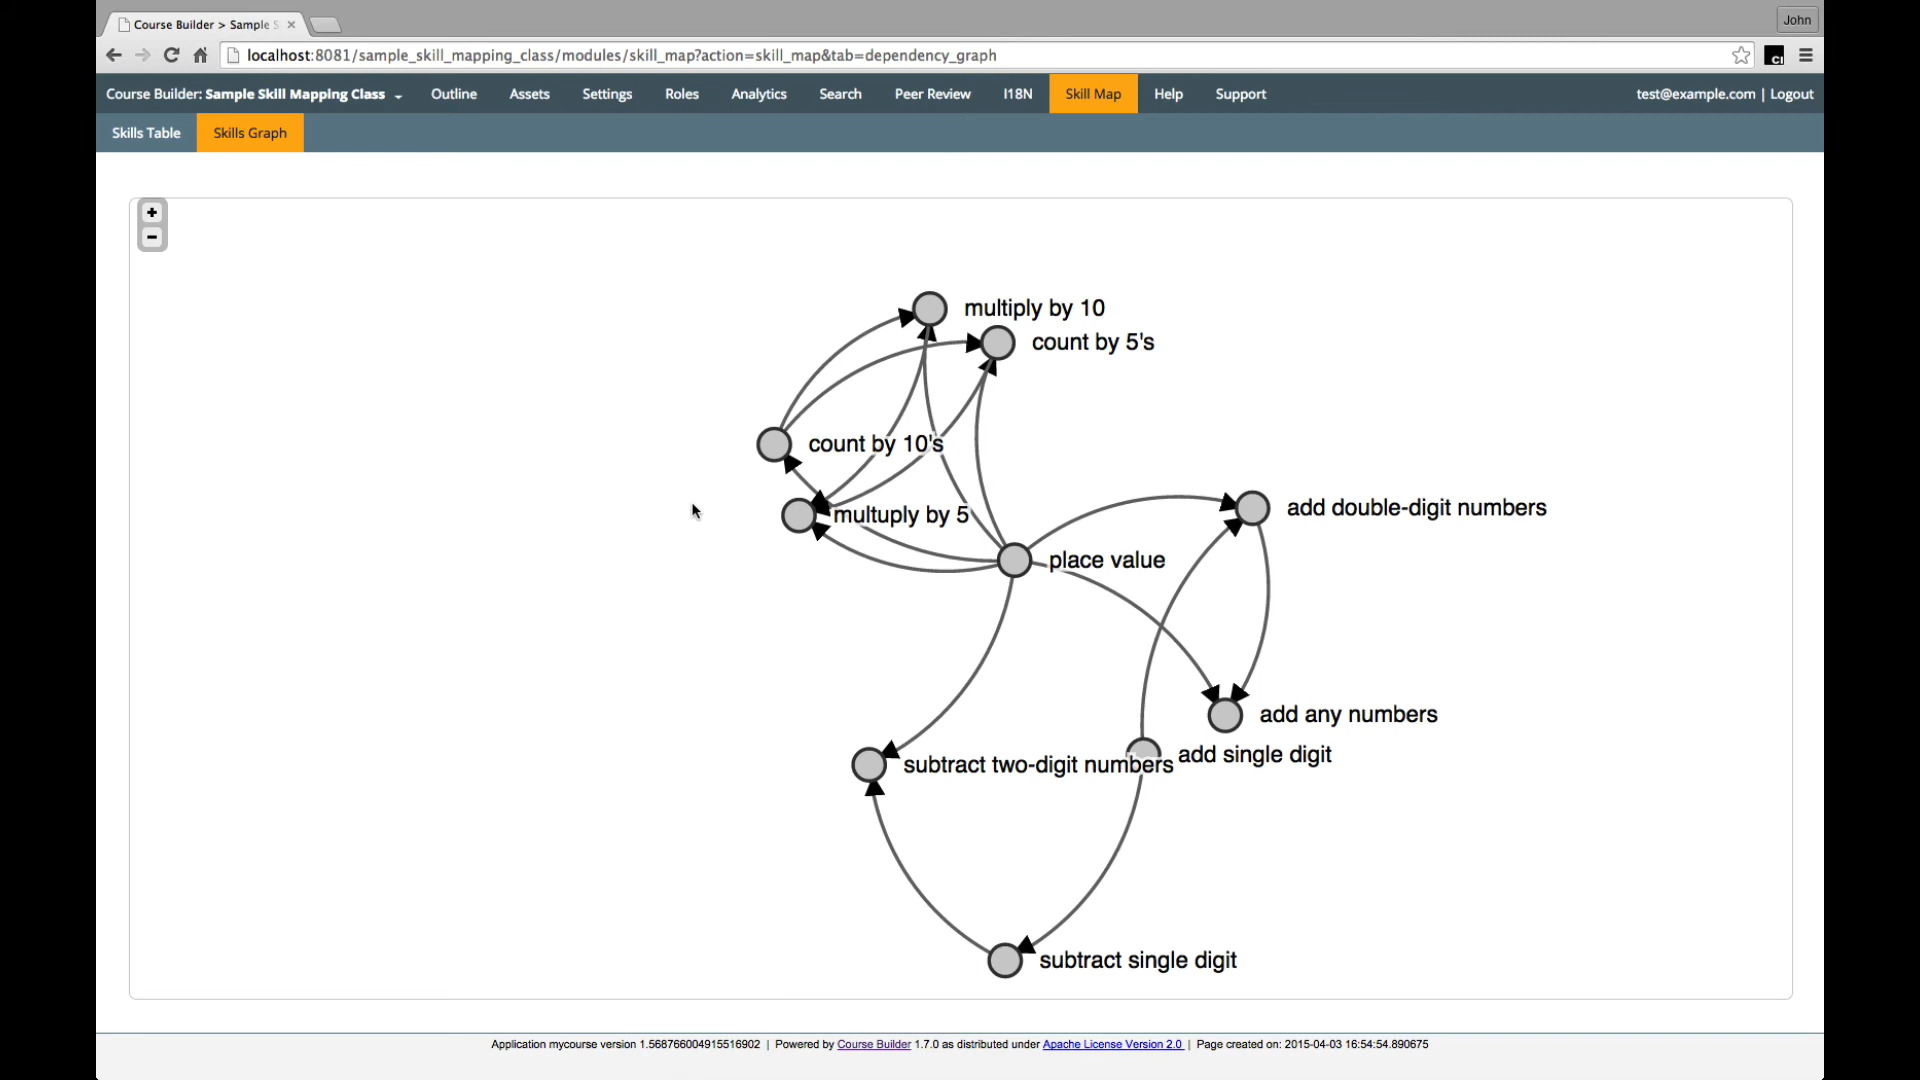 Course Builder > Sample S
John
localhost:8081/sample_skill_mapping_class/modules/skill_map?action=skill_map&tab=dependency_graph
Course Builder: Sample Skill Mapping Class Outline Assets Settings Roles Analytics Search Peer Review I18N Skill Map Help Support test@example.com | Logout
Skills Table Skills Graph
+
-
multiply by 10
count by 5's
count by 10's
add double-digit numbers
multuply by 5
place value
add any numbers
add single digit
subtract two-digit numbers
subtract single digit
Application mycourse version 1.568766004915516902 | Powered by Course Builder 1.7.0 as distributed under Apache License Version 2.0 | Page created on: 2015-04-03 16:54:54.890675